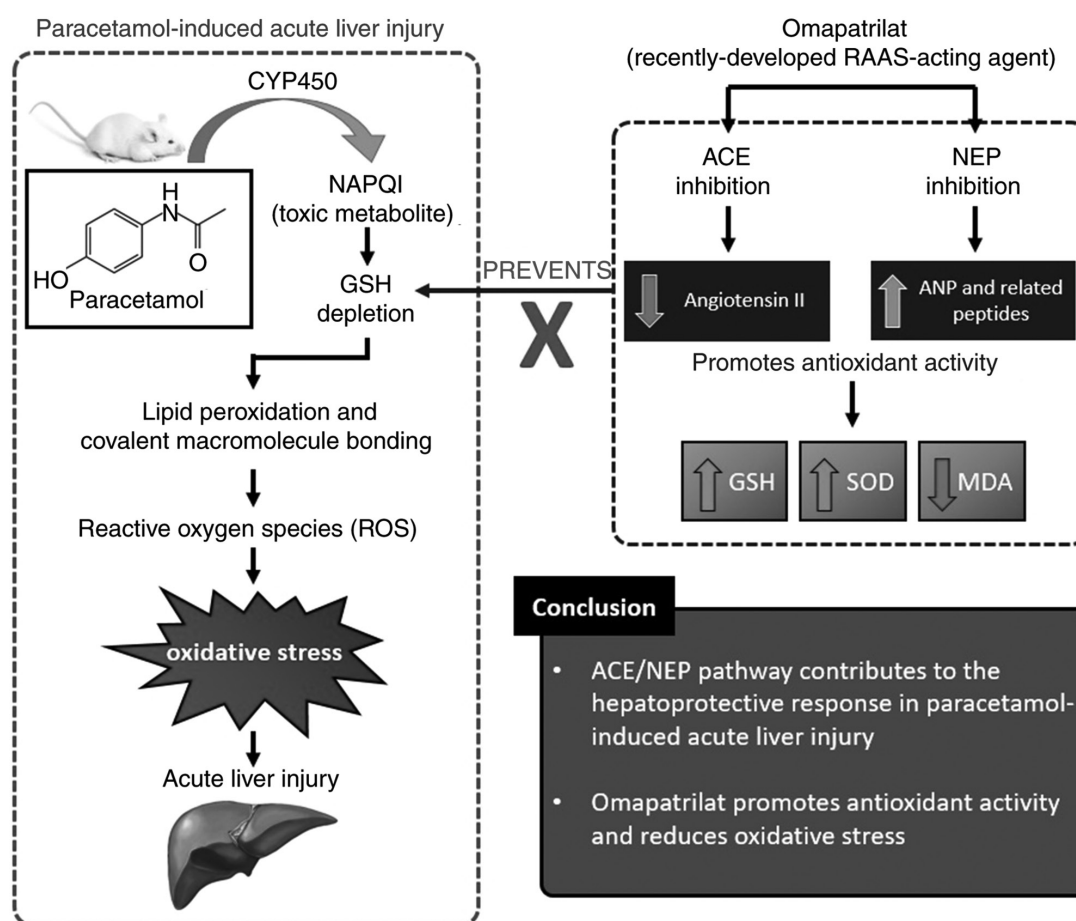 Paracetamol-induced acute liver injury
CYP450
H
N
O
HO
Paracetamol
NAPQI
(toxic metabolite)
GSH
depletion
Lipid peroxidation and
covalent macromolecule bonding
Reactive oxygen species (ROS)
oxidative stress
Acute liver injury
PREVENTS
X
Omapatrilat
(recently-developed RAAS-acting agent)
ACE
inhibition
NEP
inhibition
Angiotensin II
ANP and related
peptides
Promotes antioxidant activity
GSH
SOD
MDA
Conclusion
• ACE/NEP pathway contributes to the
hepatoprotective response in paracetamol-
induced acute liver injury
• Omapatrilat promotes antioxidant activity
and reduces oxidative stress